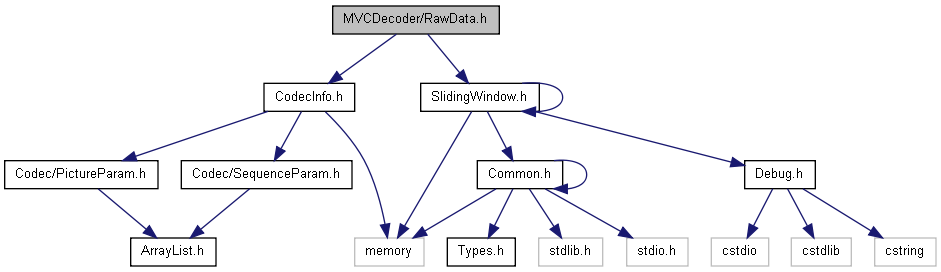 MVCDecoder/RawData.h
CodecInfo.h
SlidingWindow.h
Codec/PictureParam.h
Codec/SequenceParam.h
Common.h
Debug.h
ArrayList.h
memory
Types.h
stdlib.h
stdio.h
cstdio
cstdlib
cstring